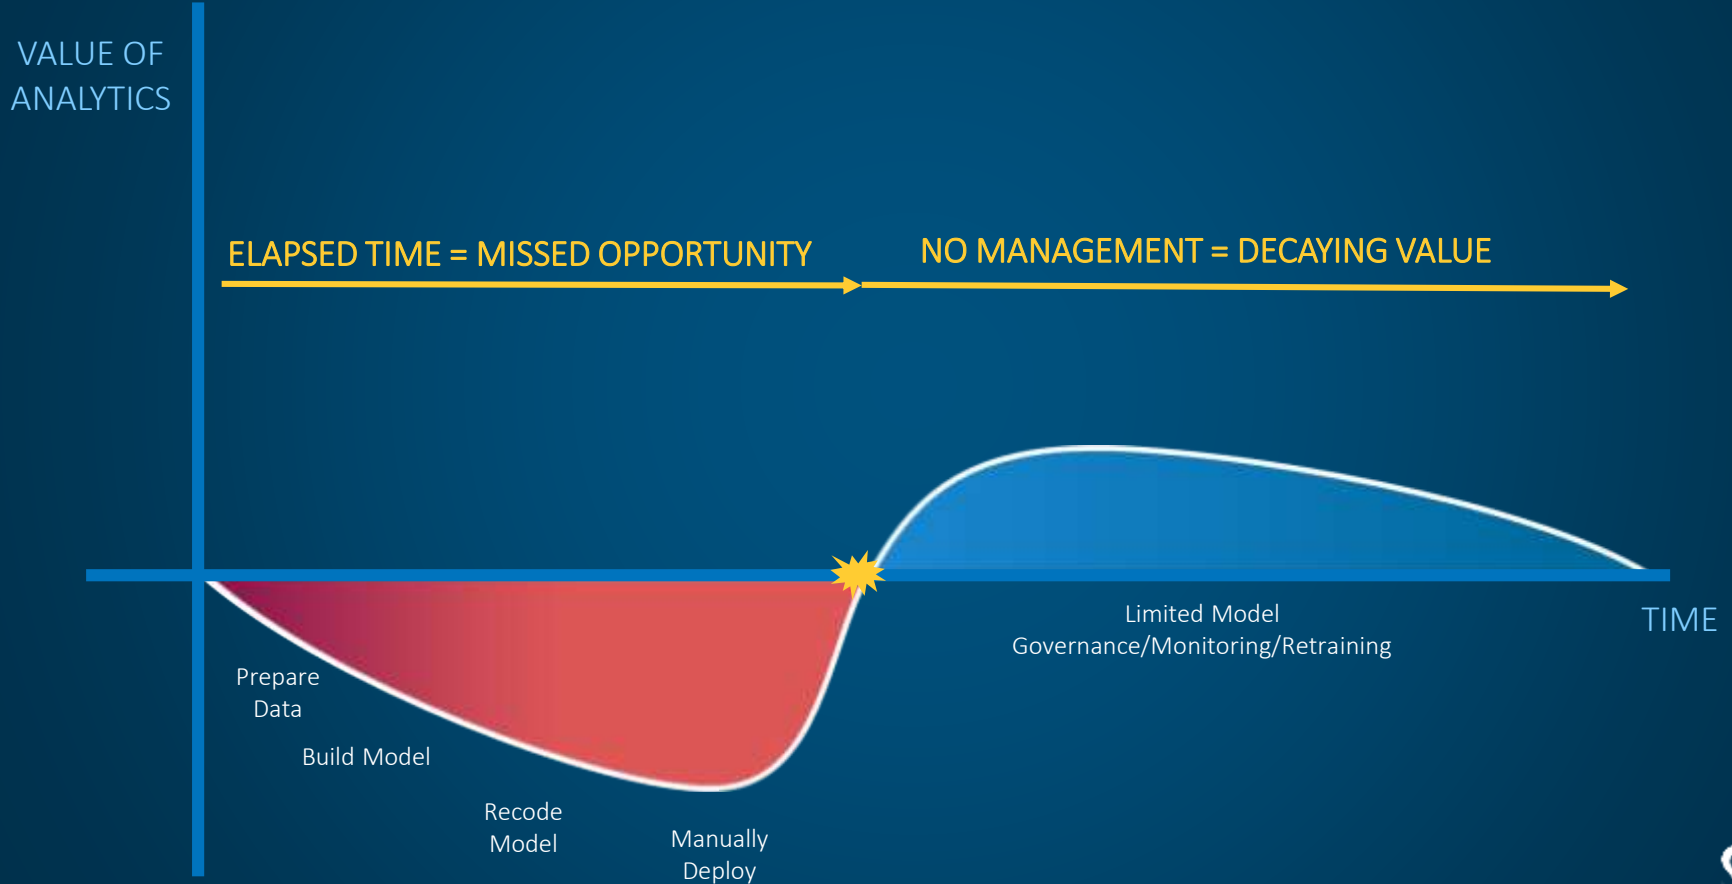 VALUE OF
ANALYTICS
ELAPSED TIME = MISSED OPPORTUNITY
NO MANAGEMENT = DECAYING VALUE
Limited Model
Governance/Monitoring/Retraining
TIME
Prepare
Data
Build Model
Recode
Model
Manually
Deploy